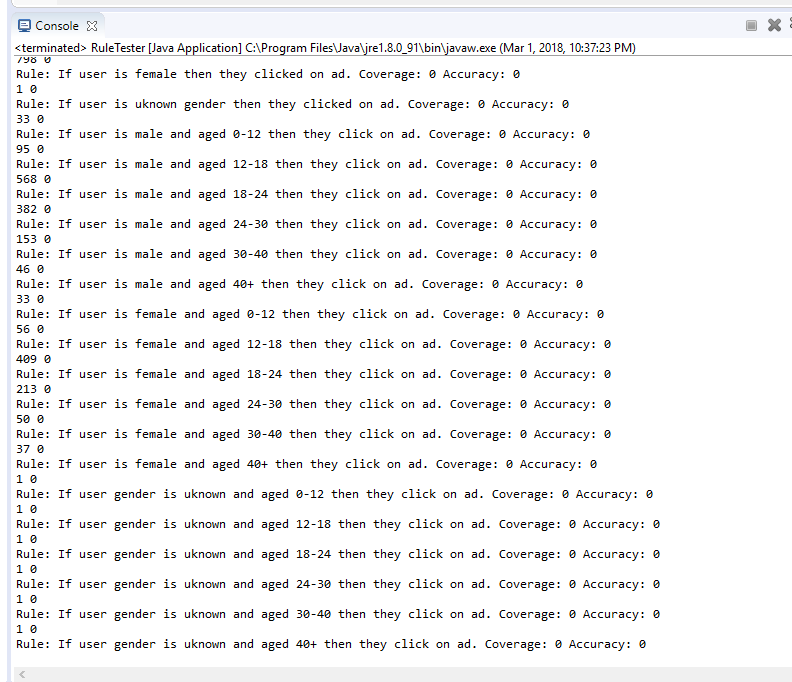 Console
<terminated> RuleTester [Java Application] C:\Program Files\Java\jre1.8.0_91\bin\javaw.exe (Mar 1, 2018, 10:37:23 PM)
798 0
Rule: If user is female then they clicked on ad. Coverage: 0 Accuracy: 0
1 0
Rule: If user is uknown gender then they clicked on ad. Coverage: 0 Accuracy: 0
33 0
Rule: If user is male and aged 0-12 then they click on ad. Coverage: 0 Accuracy: 0
95 0
Rule: If user is male and aged 12-18 then they click on ad. Coverage: 0 Accuracy: 0
568 0
Rule: If user is male and aged 18-24 then they click on ad. Coverage: 0 Accuracy: 0
382 0
Rule: If user is male and aged 24-30 then they click on ad. Coverage: 0 Accuracy: 0
153 0
Rule: If user is male and aged 30-40 then they click on ad. Coverage: 0 Accuracy: 0
46 0
Rule: If user is male and aged 40+ then they click on ad. Coverage: 0 Accuracy: 0
33 0
Rule: If user is female and aged 0-12 then they click on ad. Coverage: 0 Accuracy: 0
56 0
Rule: If user is female and aged 12-18 then they click on ad. Coverage: 0 Accuracy: 0
409 0
Rule: If user is female and aged 18-24 then they click on ad. Coverage: 0 Accuracy: 0
213 0
Rule: If user is female and aged 24-30 then they click on ad. Coverage: 0 Accuracy: 0
50 0
Rule: If user is female and aged 30-40 then they click on ad. Coverage: 0 Accuracy: 0
37 0
Rule: If user is female and aged 40+ then they click on ad. Coverage: 0 Accuracy: 0
1 0
Rule: If user gender is uknown and aged 0-12 then they click on ad. Coverage: 0 Accuracy: 0
1 0
Rule: If user gender is uknown and aged 12-18 then they click on ad. Coverage: 0 Accuracy: 0
1 0
Rule: If user gender is uknown and aged 18-24 then they click on ad. Coverage: 0 Accuracy: 0
1 0
Rule: If user gender is uknown and aged 24-30 then they click on ad. Coverage: 0 Accuracy: 0
1 0
Rule: If user gender is uknown and aged 30-40 then they click on ad. Coverage: 0 Accuracy: 0
1 0
Rule: If user gender is uknown and aged 40+ then they click on ad. Coverage: 0 Accuracy: 0